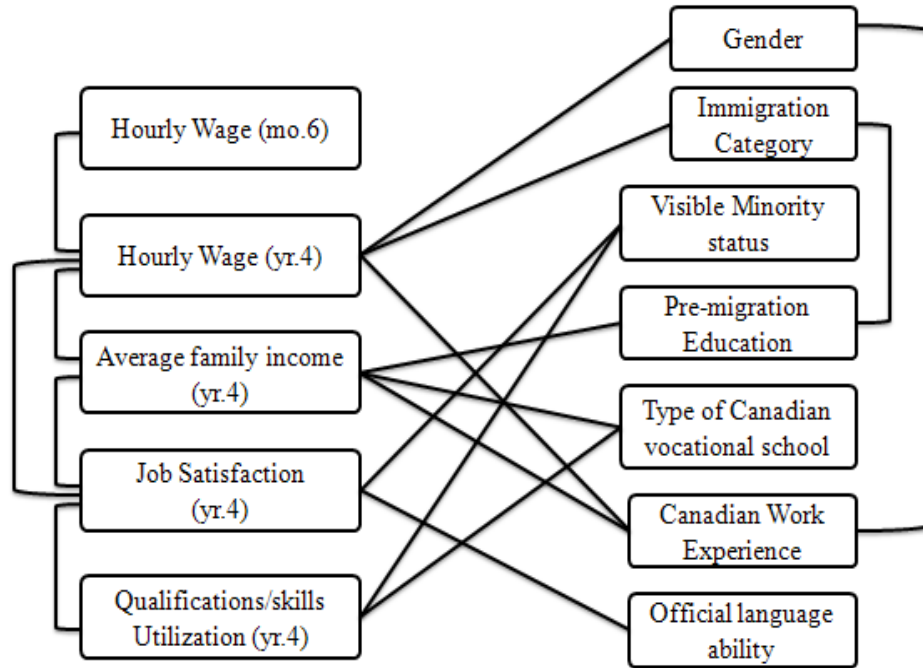 Hourly Wage (mo.6)
Hourly Wage (yr.4)
Average family income
(yr.4)
Job Satisfaction
(yr.4)
Qualifications/skills
Utilization (yr.4)
Gender
Immigration
Category
Visible Minority
status
Pre-migration
Education
Type of Canadian
vocational school
Canadian Work
Experience
Official language
ability